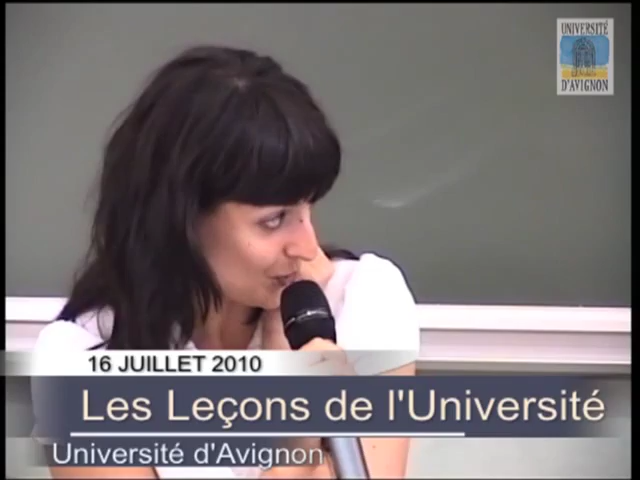 UNIVERSITÉ
D'AVIGNON
16 JUILLET 2010
Les Leçons de l'Université
Université d'Avignon